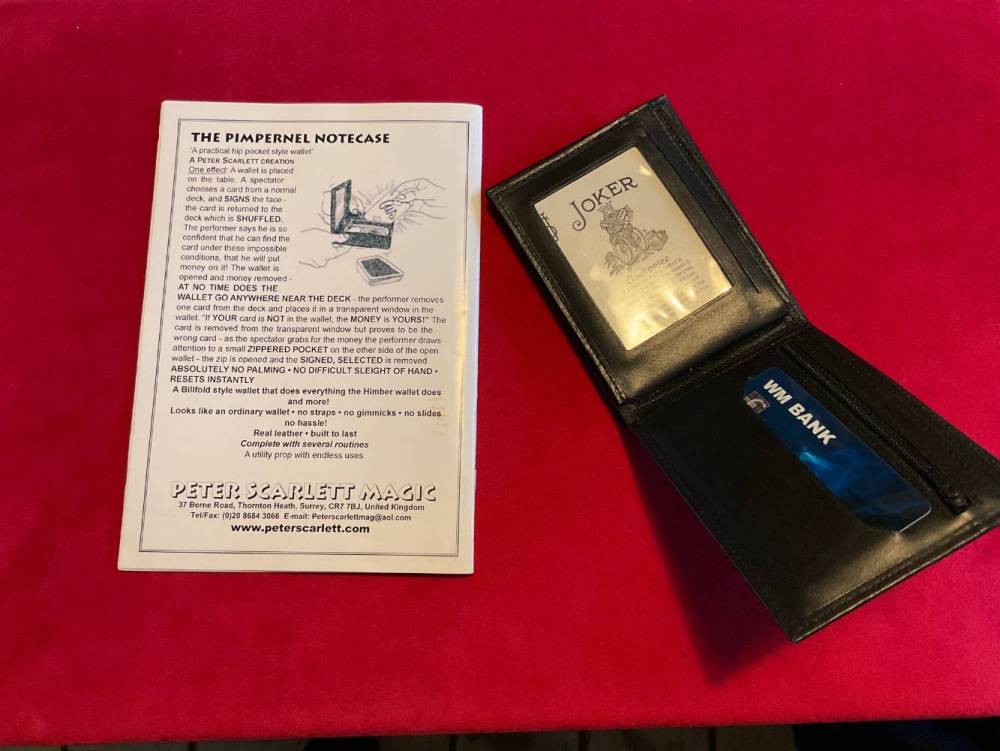 THE PIMPERNEL NOTECASE
'A practical hip pocket style wallet'
A PETER SCARLETT CREATION
One effect: A wallet is placed
on the table. A spectator
chooses a card from a normal
deck, and SIGNS the face -
the card is returned to the
deck which is SHUFFLED.
The performer says he is so
confident that he can find the
card under these impossible
conditions, that he will put
money on it! The wallet is
opened and money removed -
AT NO TIME DOES THE
WALLET GO ANYWHERE NEAR THE DECK - the performer removes
one card from the deck and places it in a transparent window in the
wallet. "If YOUR card is NOT in the wallet, the MONEY is YOURS!" The
card is removed from the transparent window but proves to be the
wrong card - as the spectator grabs for the money the performer draws
attention to a small ZIPPERED POCKET on the other side of the open
wallet - the zip is opened and the SIGNED, SELECTED is removed
ABSOLUTELY NO PALMING • NO DIFFICULT SLEIGHT OF HAND •
RESETS INSTANTLY
A Billfold style wallet that does everything the Himber wallet does
and more!
Looks like an ordinary wallet • no straps • no gimmicks • no slides
no hassle!
Real leather • built to last
Complete with several routines
A utility prop with endless uses
PETER SCARLETT MAGIC
37 Berne Road, Thornton Heath, Surrey, CR7 7BJ, United Kingdom
Tel/Fax: (0)20 8684 3066 E-mail: Peterscarlettmag@aol.com
www.peterscarlett.com
JOKER
Guarantee
WM BANK